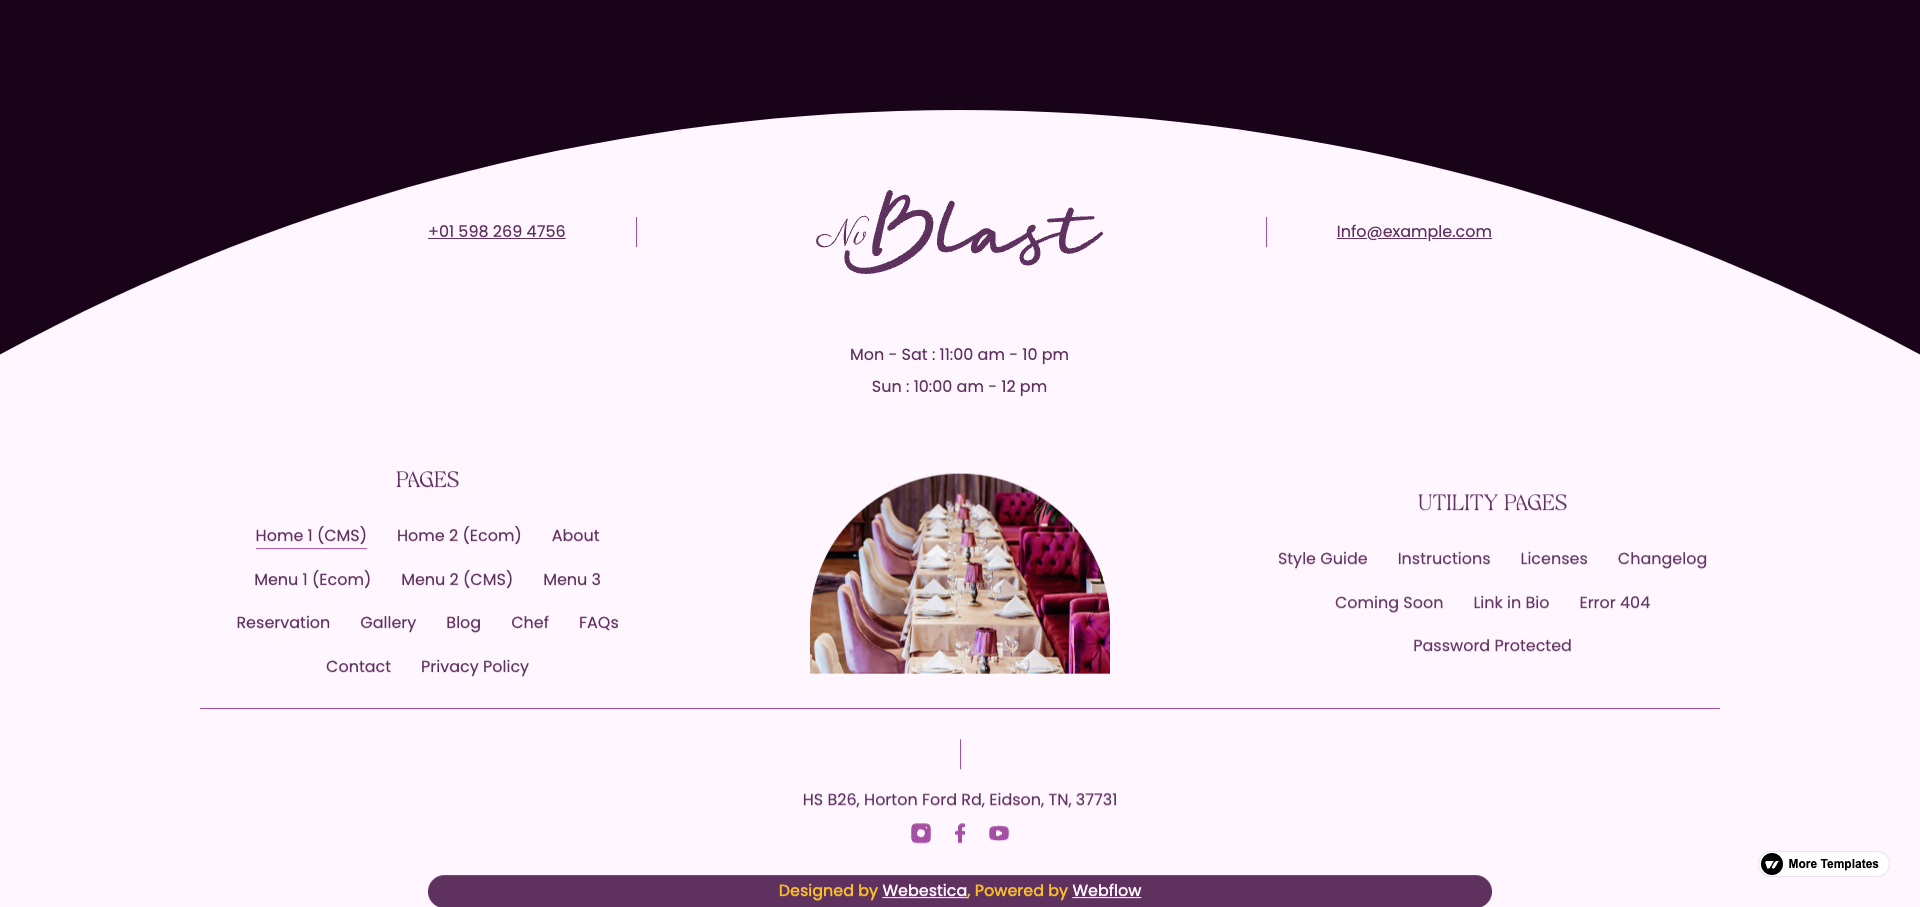 +01 598 269 4756
Nv Blast
Info@example.com
Mon - Sat : 11:00 am - 10 pm
Sun : 10:00 am - 12 pm
PAGES
Home 1 (CMS) Home 2 (Ecom) About
Menu 1 (Ecom) Menu 2 (CMS) Menu 3
Reservation Gallery Blog Chef FAQs
Contact Privacy Policy
UTILITY PAGES
Style Guide Instructions Licenses Changelog
Coming Soon Link in Bio Error 404
Password Protected
HS B26, Horton Ford Rd, Eidson, TN, 37731
More Templates
Designed by Webestica, Powered by Webflow